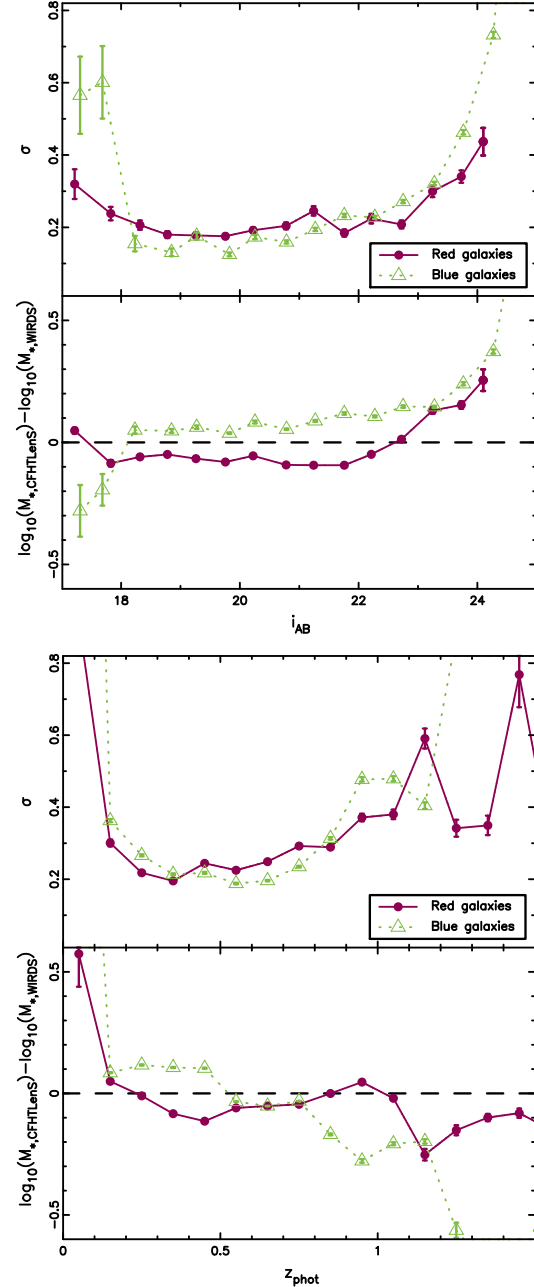 0.8
0.6
0.4
0.2
σ
Red galaxies
Blue galaxies
0.5
0
-0.5
log10(M*,CFHTLenS)-log10(M*,WIRDS)
18 20 22 24
iAB
0.8
0.6
0.4
0.2
σ
Red galaxies
Blue galaxies
0.5
0
-0.5
log10(M*,CFHTLenS)-log10(M*,WIRDS)
0 0.5 1
zphot